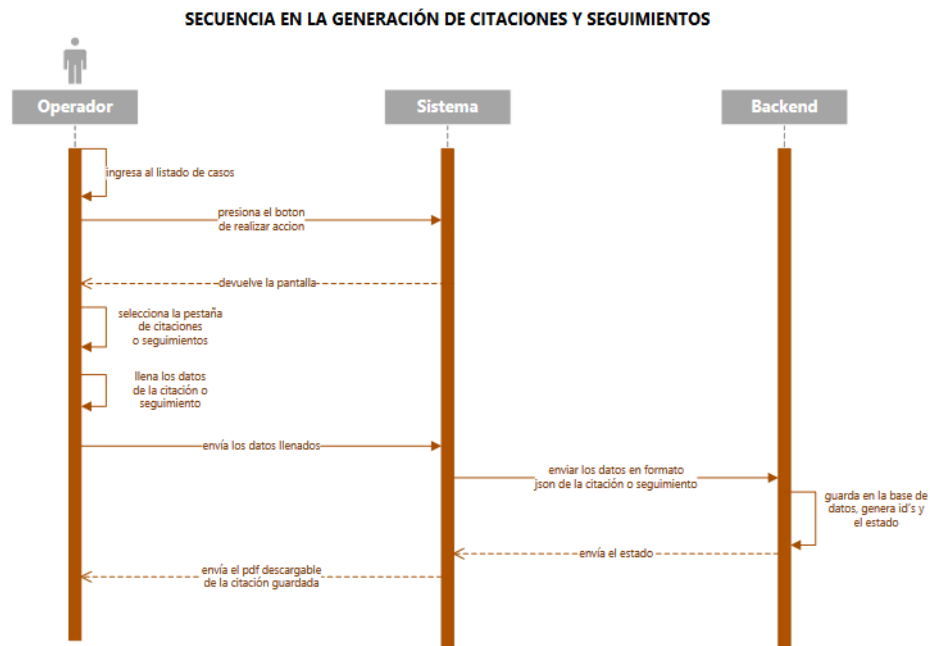 SECUENCIA EN LA GENERACIÓN DE CITACIONES Y SEGUIMIENTOS
Operador
Sistema
Backend
ingresa al listado de casos
presiona el boton
de realizar accion
devuelve la pantalla
selecciona la pestaña
de citaciones
o seguimientos
llena los datos
de la citación o
seguimiento
envía los datos llenados
enviar los datos en formato
json de la citación o seguimiento
guarda en la base de
datos, genera id´s y
el estado
envía el estado
envía el pdf descargable
de la citación guardada